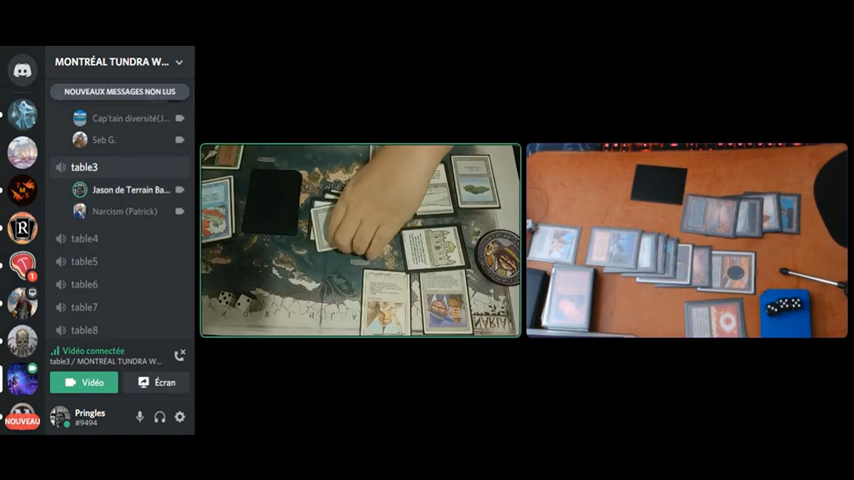 MONTRÉAL TUNDRA W...
NOUVEAUX MESSAGES NON LUS
Cap'tain diversité(J...
Seb G.
table3
Jason de Terrain Ba...
Narcism (Patrick)
table4
table5
table6
table7
table8
Vidéo connectée
table3 / MONTRÉAL TUNDRA W...
Vidéo
Écran
Pringles
#9494
NOUVEAU